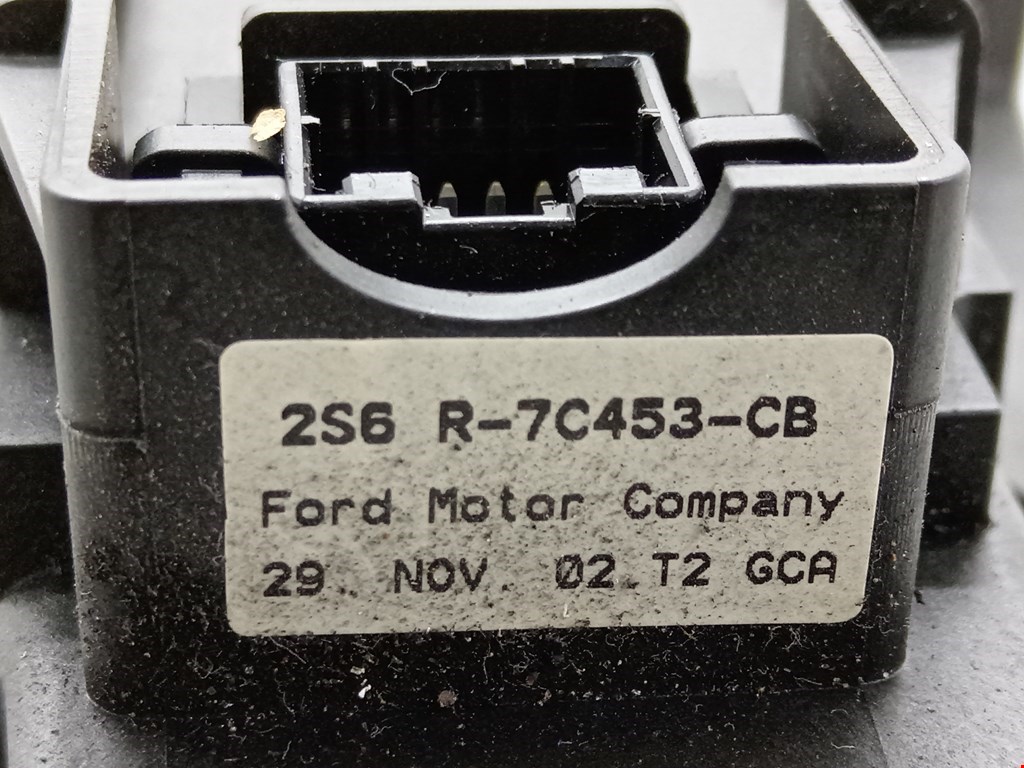 2S6 R-7C453-CB
Ford Motor Company
29. NOV. 02 T2 GCA